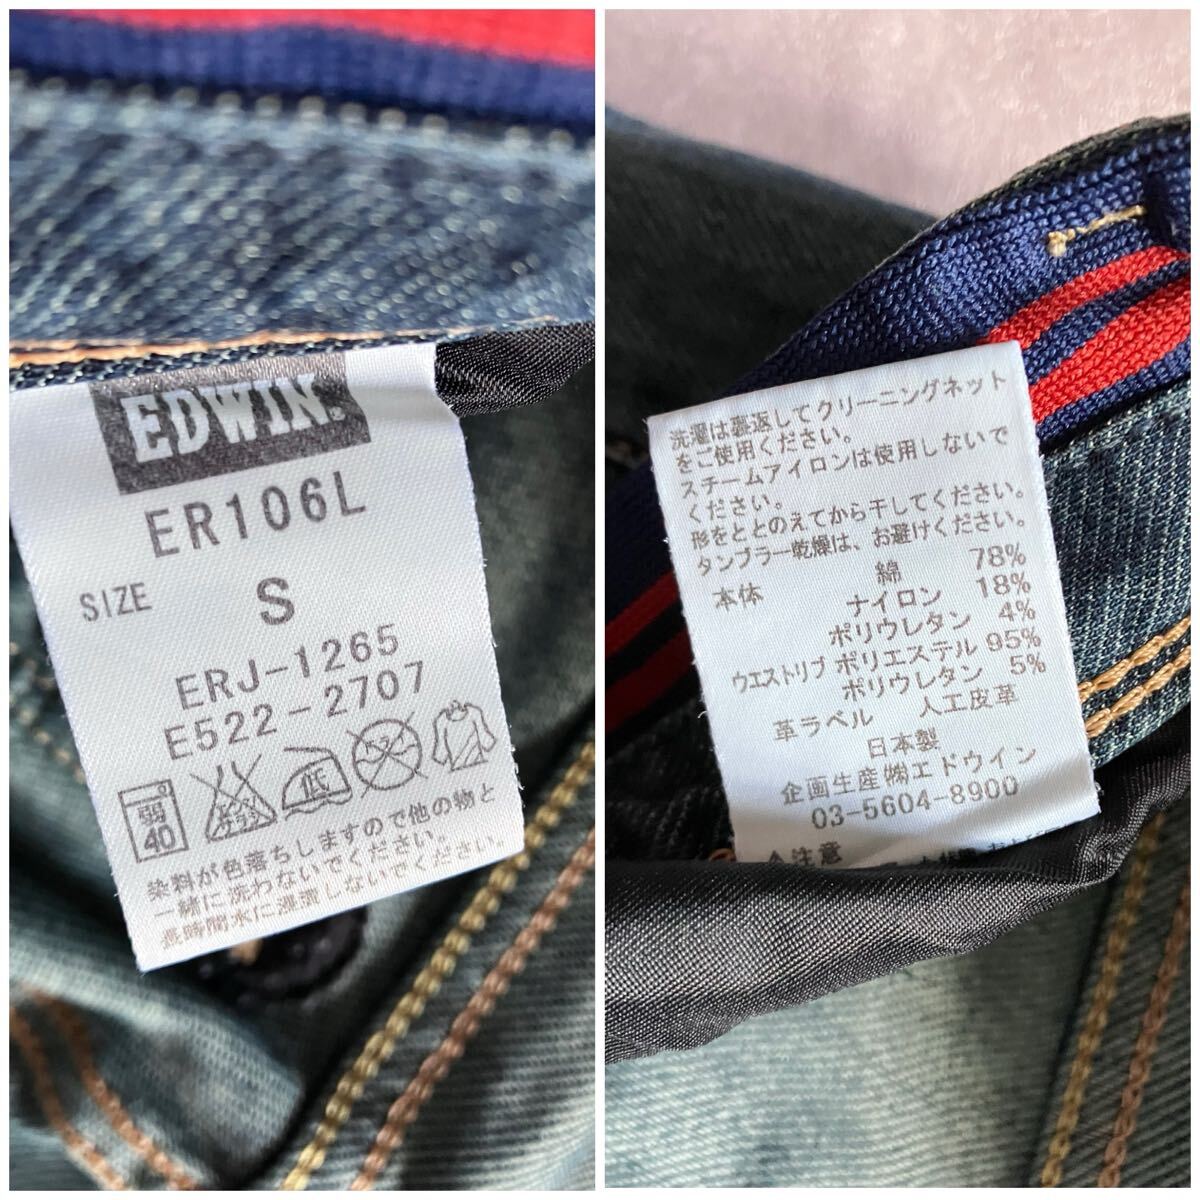 EDWIN.
ER106L
SIZE S
ERJ-1265
E522-2707
弱 40 エンソ サラシ 低
染料が色落ちしますので他の物と
一緒に洗わないでください。
長時間水に浸漬しないでください。
洗濯は裏返してクリーニングネット
をご使用ください。
スチームアイロンは使用しないで
ください。
形をととのえてから干してください。
タンブラー乾燥は、お避けください。
本体 綿 78%
ナイロン 18%
ポリウレタン 4%
ウエストリブ ポリエステル 95%
ポリウレタン 5%
革ラベル 人工皮革
日本製
企画生産㈱エドウイン
03-5604-8900
⚠注意